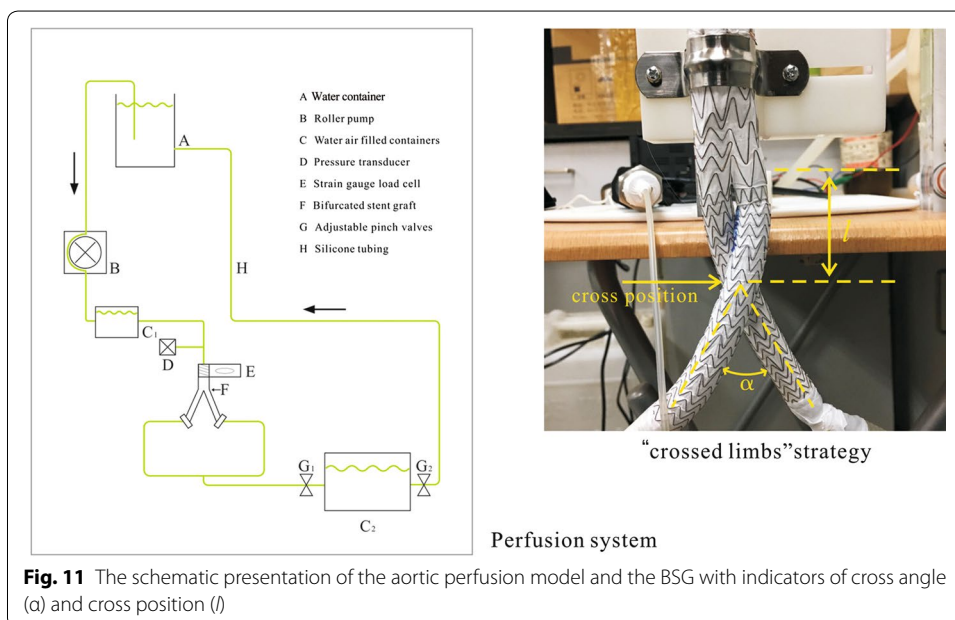 A Water container
B Roller pump
C Water air filled containers
D Pressure transducer
E Strain gauge load cell
F Bifurcated stent graft
G Adjustable pinch valves
H Silicone tubing
A
B
H
C₁
D
E
←F
G₁
G₂
C₂
l
cross position
α
“crossed limbs”strategy
Perfusion system
Fig. 11 The schematic presentation of the aortic perfusion model and the BSG with indicators of cross angle
(α) and cross position (l)